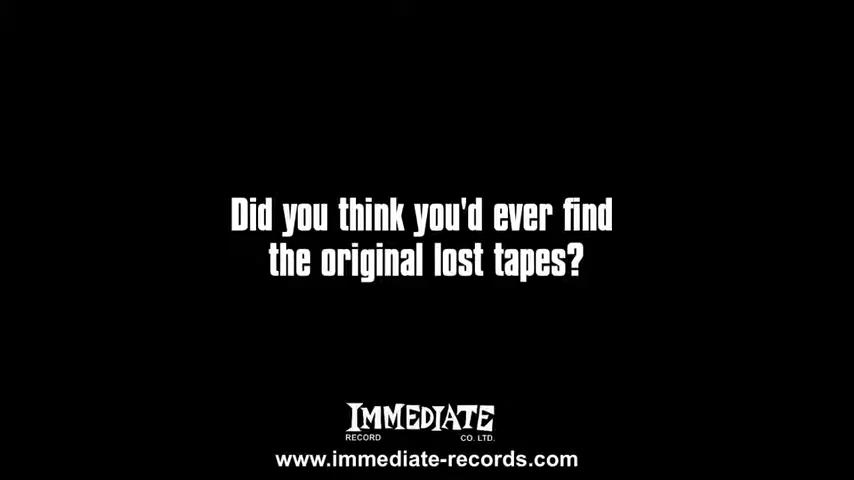 Did you think you'd ever find
the original lost tapes?
IMMEDIATE
RECORD CO. LTD.
www.immediate-records.com